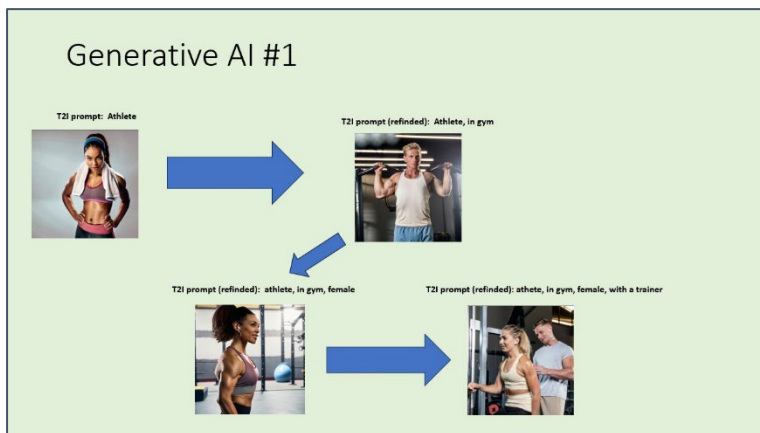 Generative AI #1
T2I prompt: Athlete
T2I prompt (refinded): Athlete, in gym
T2I prompt (refinded): athlete, in gym, female
T2I prompt (refinded): athete, in gym, female, with a trainer